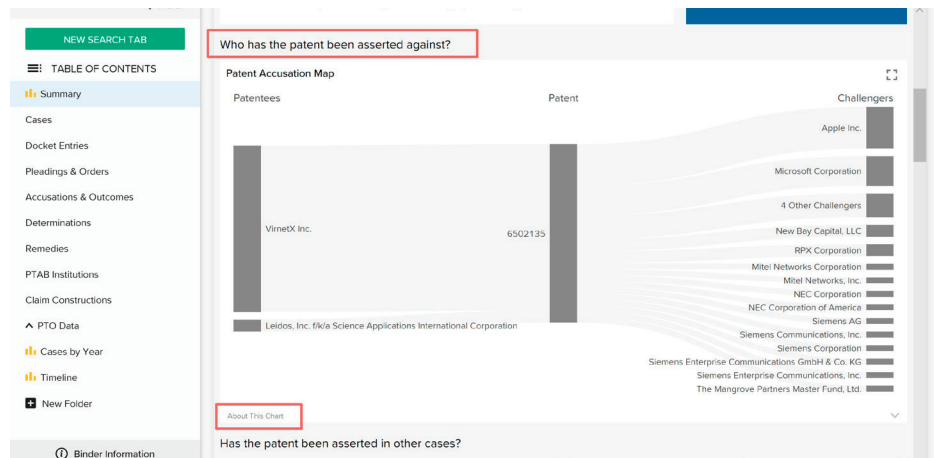 NEW SEARCH TAB
TABLE OF CONTENTS
Summary
Cases
Docket Entries
Pleadings & Orders
Accusations & Outcomes
Determinations
Remedies
PTAB Institutions
Claim Constructions
PTO Data
Cases by Year
Timeline
New Folder
Binder Information
Who has the patent been asserted against?
Patent Accusation Map
Patentees
Patent
Challengers
VirnetX Inc.
Leidos, Inc. f/k/a Science Applications International Corporation
6502135
Apple Inc.
Microsoft Corporation
4 Other Challengers
New Bay Capital, LLC
RPX Corporation
Mitel Networks Corporation
Mitel Networks, Inc.
NEC Corporation
NEC Corporation of America
Siemens AG
Siemens Communications, Inc.
Siemens Corporation
Siemens Enterprise Communications GmbH & Co. KG
Siemens Enterprise Communications, Inc.
The Mangrove Partners Master Fund, Ltd.
About This Chart
Has the patent been asserted in other cases?